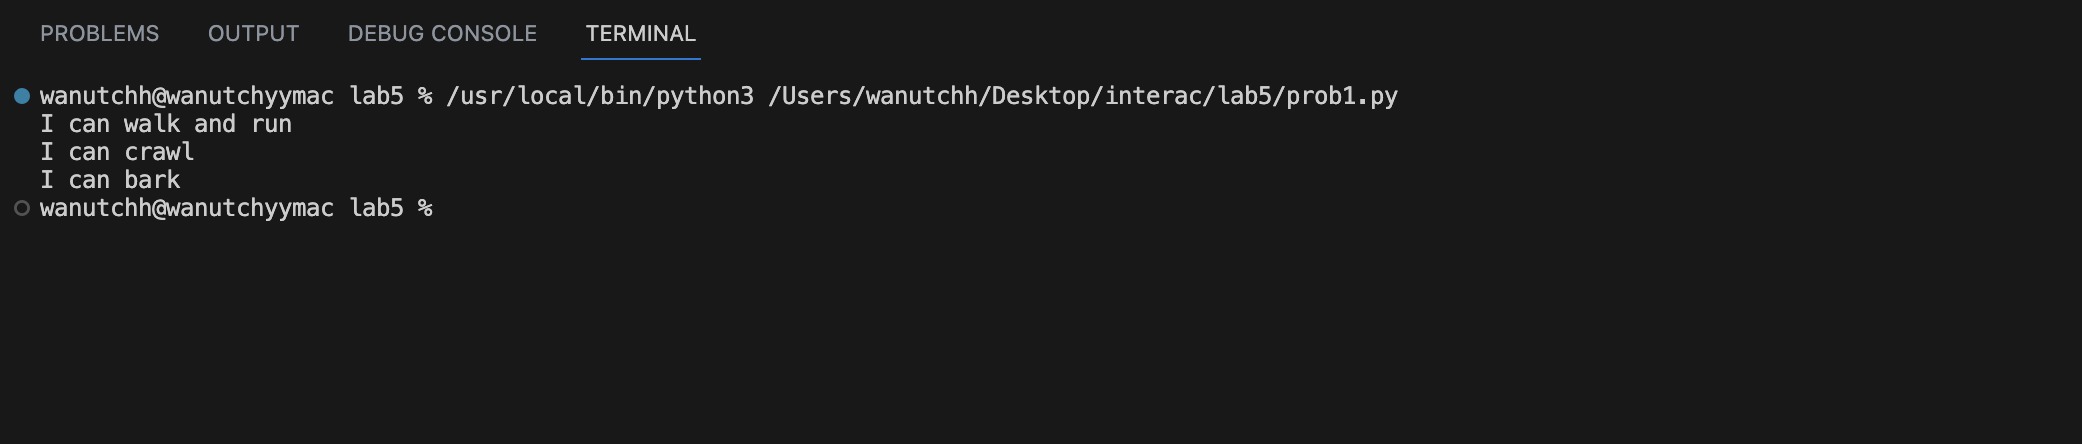 PROBLEMS OUTPUT DEBUG CONSOLE TERMINAL
wanutchh@wanutchyymac lab5 % /usr/local/bin/python3 /Users/wanutchh/Desktop/interac/lab5/prob1.py
I can walk and run
I can crawl
I can bark
wanutchh@wanutchyymac lab5 %